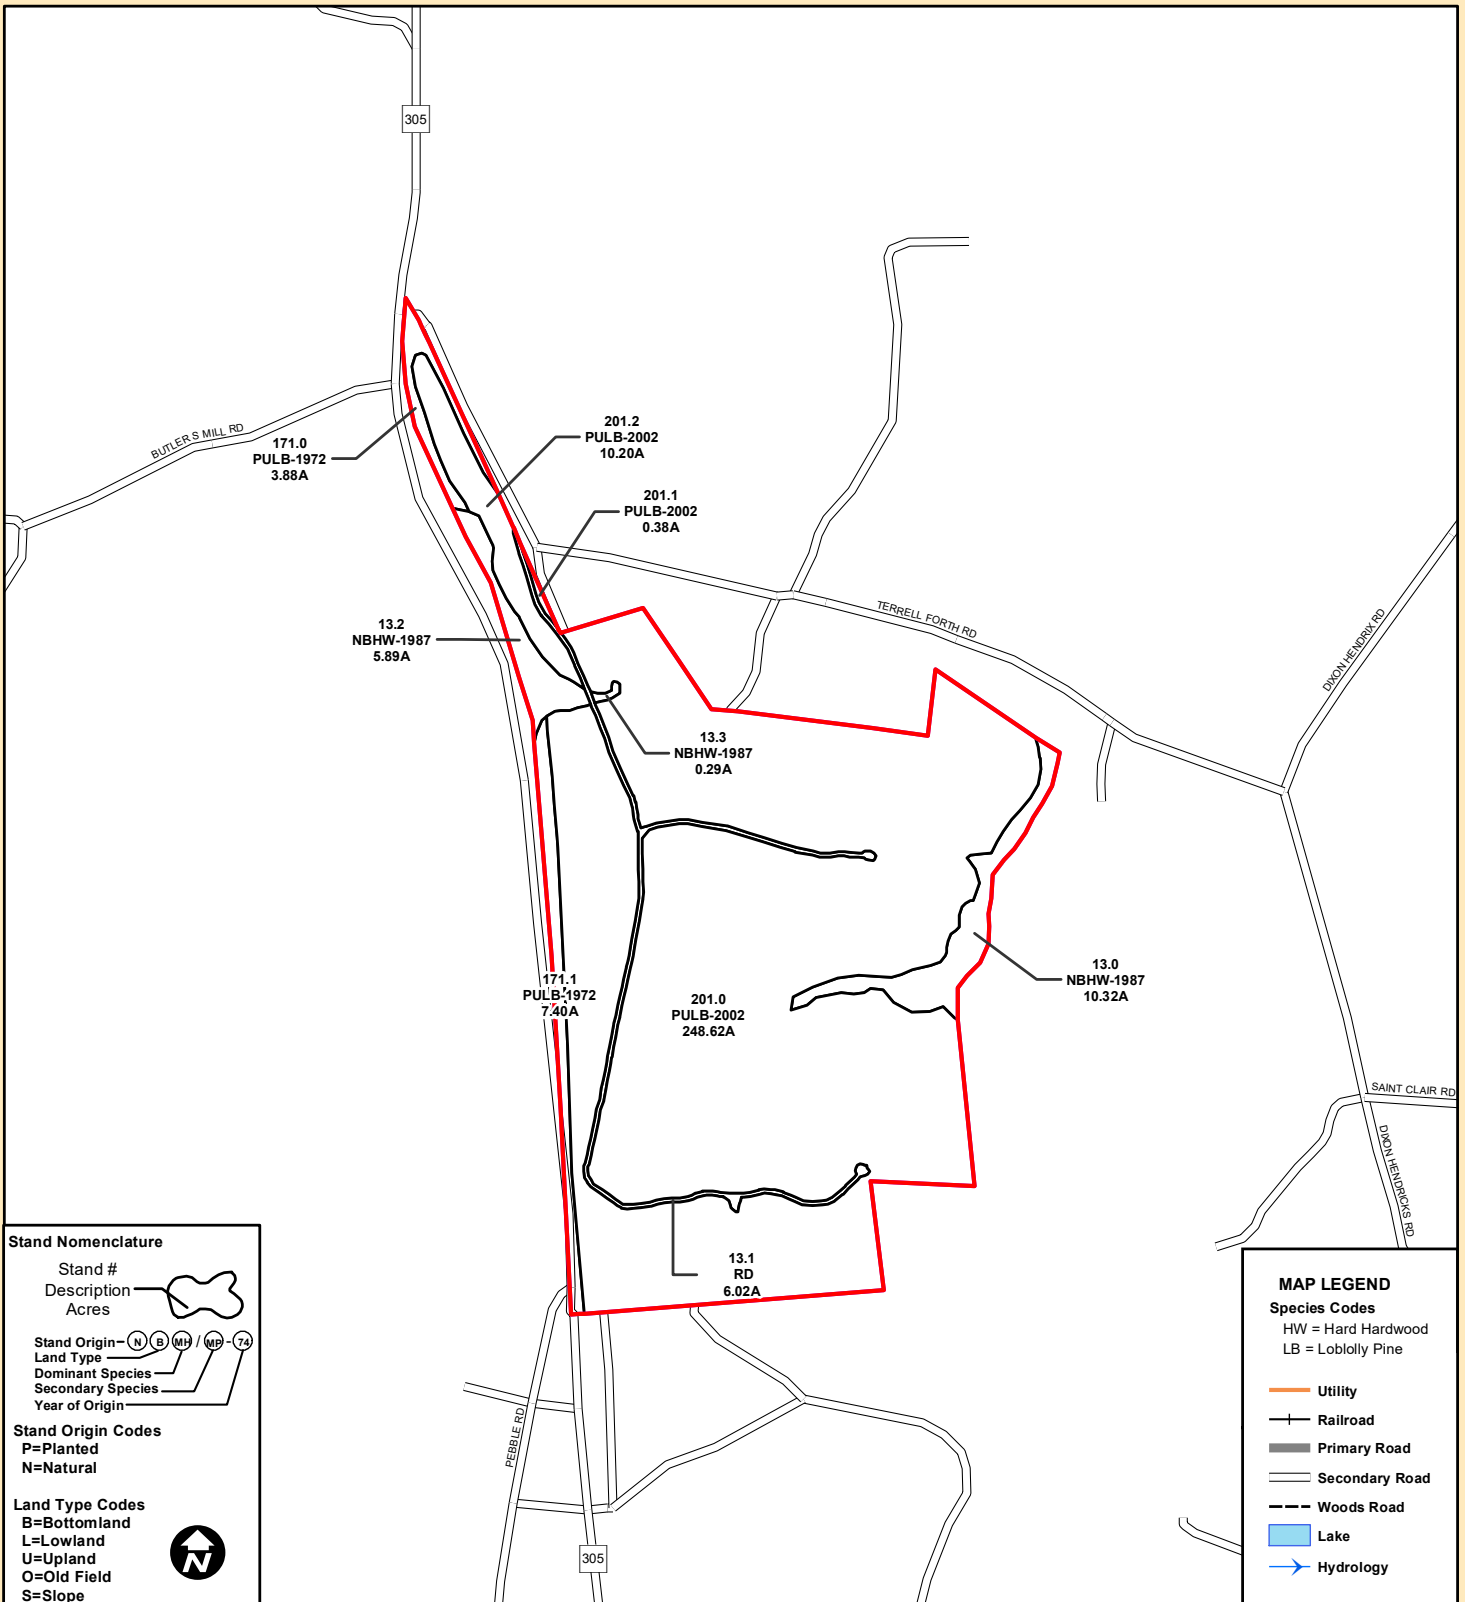 305
BUTLER S MILL RD
171.0
PULB-1972
3.88A
201.2
PULB-2002
10.20A
201.1
PULB-2002
0.38A
13.2
NBHW-1987
5.89A
TERRELL FORTH RD
DIXON HENDRIX RD
13.3
NBHW-1987
0.29A
13.0
NBHW-1987
10.32A
171.1
PULB-1972
7.40A
201.0
PULB-2002
248.62A
SAINT CLAIR RD
DIXON HENDRICKS RD
13.1
RD
6.02A
PEBBLE RD
305
Stand Nomenclature
Stand #
Description
Acres
Stand Origin- N B MH / MP - 74
Land Type
Dominant Species
Secondary Species
Year of Origin
Stand Origin Codes
P=Planted
N=Natural
Land Type Codes
B=Bottomland
L=Lowland
U=Upland
O=Old Field
S=Slope
N
MAP LEGEND
Species Codes
HW = Hard Hardwood
LB = Loblolly Pine
Utility
Railroad
Primary Road
Secondary Road
Woods Road
Lake
Hydrology